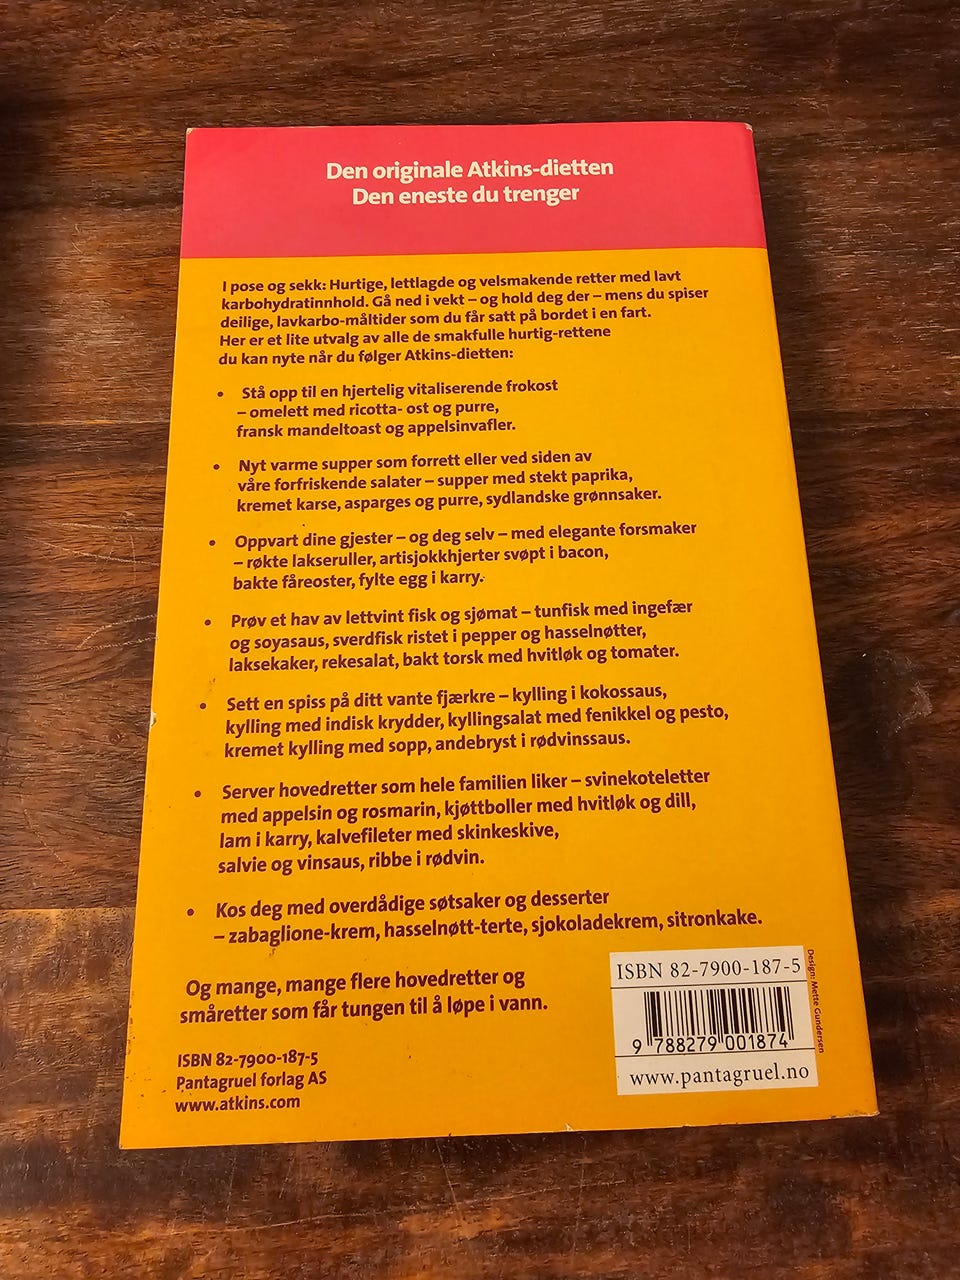 Den originale Atkins-dietten
Den eneste du trenger
I pose og sekk: Hurtige, lettlagde og velsmakende retter med lavt
karbohydratinnhold. Gå ned i vekt – og hold deg der – mens du spiser
deilige, lavkarbo-måltider som du får satt på bordet i en fart.
Her er et lite utvalg av alle de smakfulle hurtig-rettene
du kan nyte når du følger Atkins-dietten:
• Stå opp til en hjertelig vitaliserende frokost
– omelett med ricotta- ost og purre,
fransk mandeltoast og appelsinvafler.
• Nyt varme supper som forrett eller ved siden av
våre forfriskende salater – supper med stekt paprika,
kremet karse, asparges og purre, sydlandske grønnsaker.
• Oppvart dine gjester – og deg selv – med elegante forsmaker
– røkte lakseruller, artisjokkhjerter svøpt i bacon,
bakte fåreoster, fylte egg i karry.
• Prøv et hav av lettvint fisk og sjømat – tunfisk med ingefær
og soyasaus, sverdfisk ristet i pepper og hasselnøtter,
laksekaker, rekesalat, bakt torsk med hvitløk og tomater.
• Sett en spiss på ditt vante fjærkre – kylling i kokossaus,
kylling med indisk krydder, kyllingsalat med fenikkel og pesto,
kremet kylling med sopp, andebryst i rødvinssaus.
• Server hovedretter som hele familien liker – svinekoteletter
med appelsin og rosmarin, kjøttboller med hvitløk og dill,
lam i karry, kalvefileter med skinkeskive,
salvie og vinsaus, ribbe i rødvin.
• Kos deg med overdådige søtsaker og desserter
– zabaglione-krem, hasselnøtt-terte, sjokoladekrem, sitronkake.
Og mange, mange flere hovedretter og
småretter som får tungen til å løpe i vann.
ISBN 82-7900-187-5
Pantagruel forlag AS
www.atkins.com
ISBN 82-7900-187-5
9 788279 001874
www.pantagruel.no
Design: Mette Gundersen